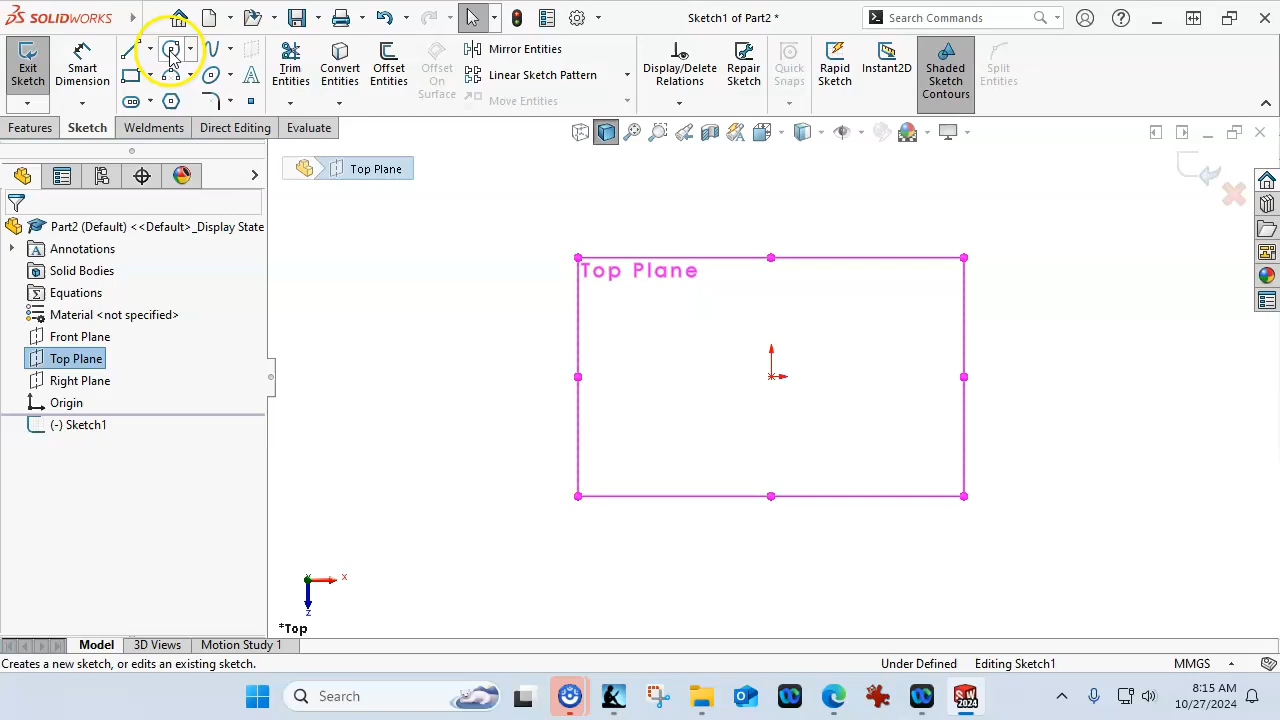 SOLIDWORKS
Sketch1 of Part2 *
Search Commands
Exit Sketch
Smart Dimension
Trim Entities
Convert Entities
Offset Entities
Offset On Surface
Mirror Entities
Linear Sketch Pattern
Move Entities
Display/Delete Relations
Repair Sketch
Quick Snaps
Rapid Sketch
Instant2D
Shaded Sketch Contours
Split Entities
Features
Sketch
Weldments
Direct Editing
Evaluate
Top Plane
Part2 (Default) <<Default>_Display State
Annotations
Solid Bodies
Equations
Material <not specified>
Front Plane
Top Plane
Right Plane
Origin
(-) Sketch1
Top Plane
x
z
*Top
Model
3D Views
Motion Study 1
Creates a new sketch, or edits an existing sketch.
Under Defined
Editing Sketch1
MMGS
Search
SW
2024
8:15 AM
10/27/2024